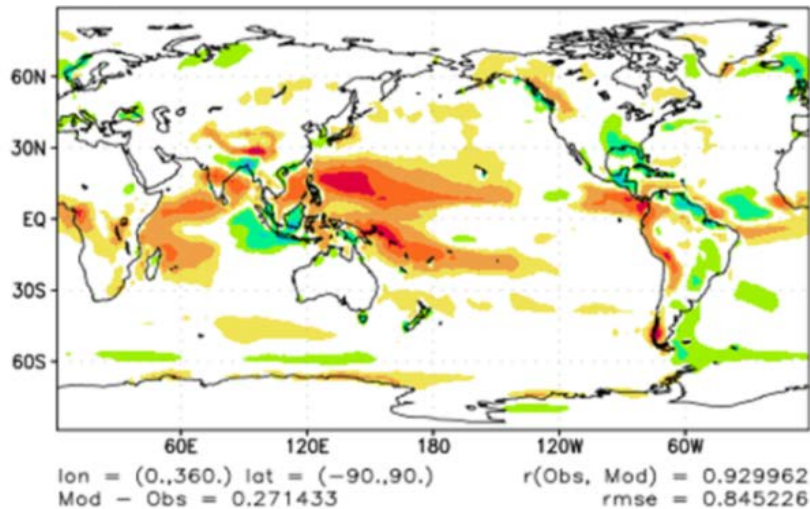 60N
30N
EQ
30S
60S
60E 120E 180 120W 60W
lon = (0.,360.) lat = (−90.,90.) r(Obs, Mod) = 0.929962
Mod − Obs = 0.271433 rmse = 0.845226